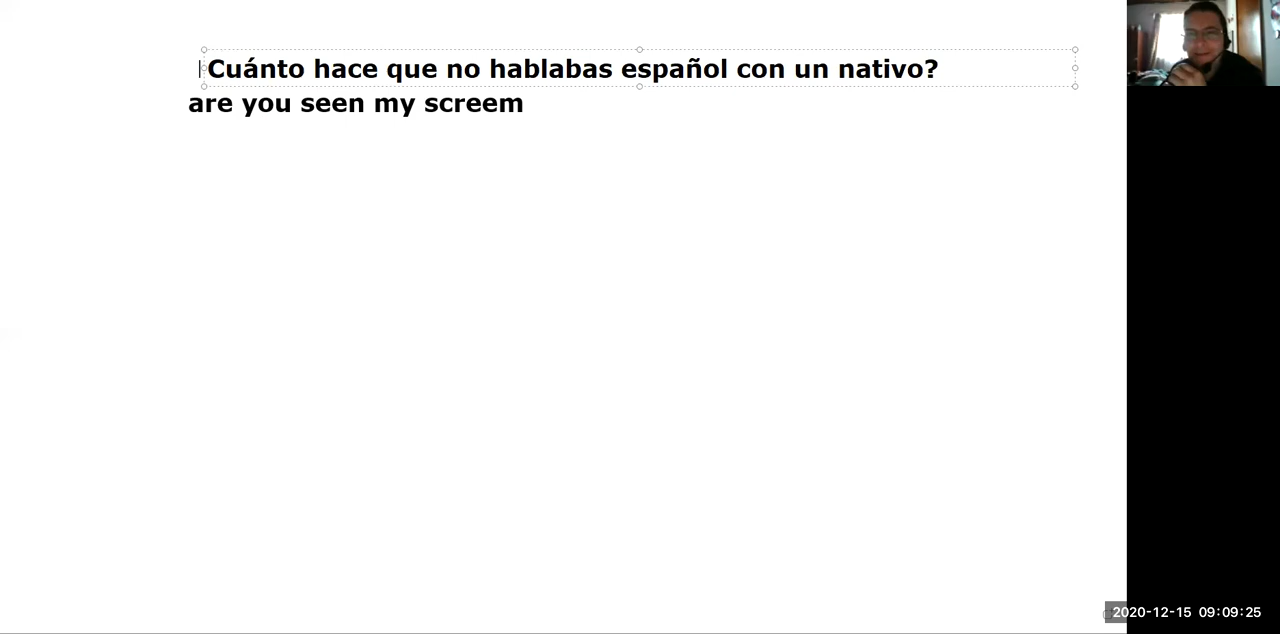 Cuánto hace que no hablabas español con un nativo?
are you seen my screem
2020-12-15 09:09:25